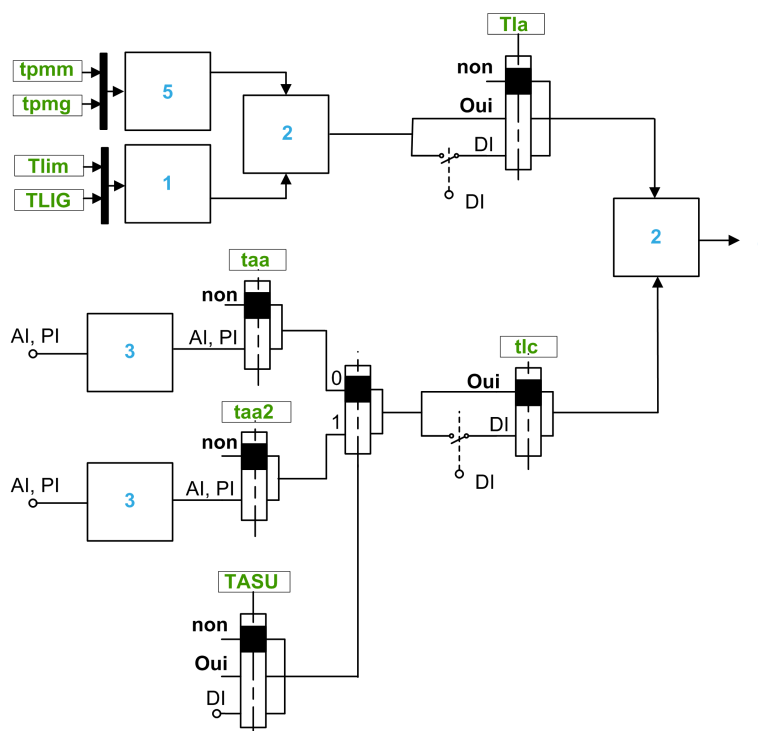 Tla
tpmm
5
non
tpmg
Oui
2
DI
Tlim
1
TLIG
DI
2
taa
non
AI, PI
3
AI, PI
tlc
0
Oui
taa2
1
DI
non
AI, PI
3
AI, PI
DI
TASU
non
Oui
DI